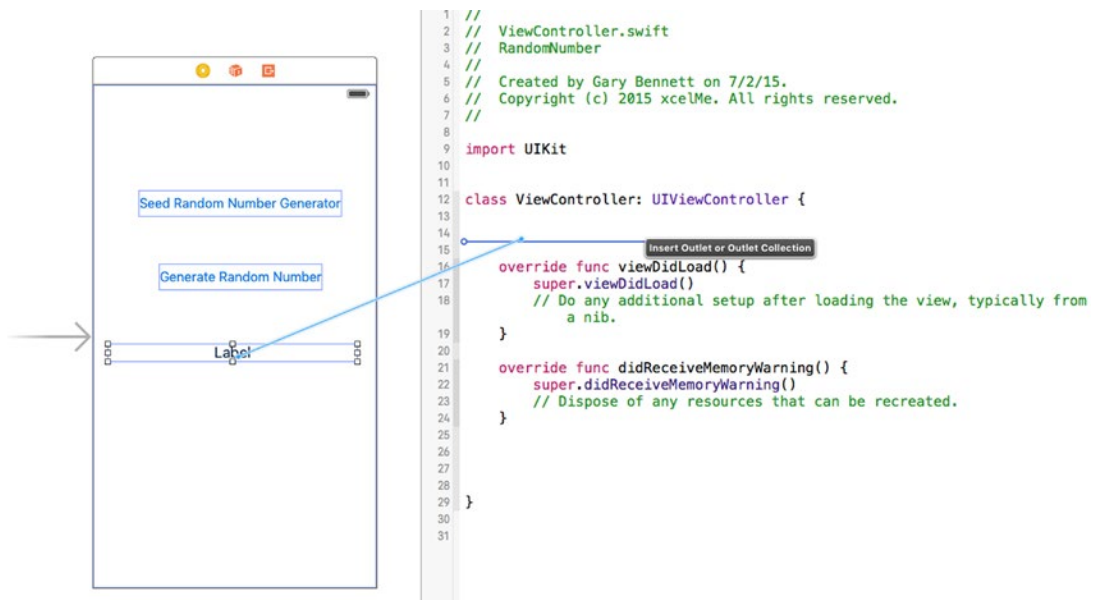 Seed Random Number Generator
Generate Random Number
Label
1 //
2 // ViewController.swift
3 // RandomNumber
4 //
5 // Created by Gary Bennett on 7/2/15.
6 // Copyright (c) 2015 xcelMe. All rights reserved.
7 //
8
9 import UIKit
10
11
12 class ViewController: UIViewController {
13
14
15
Insert Outlet or Outlet Collection
16 override func viewDidLoad() {
17 super.viewDidLoad()
18 // Do any additional setup after loading the view, typically from
a nib.
19 }
20
21 override func didReceiveMemoryWarning() {
22 super.didReceiveMemoryWarning()
23 // Dispose of any resources that can be recreated.
24 }
25
26
27
28
29 }
30
31